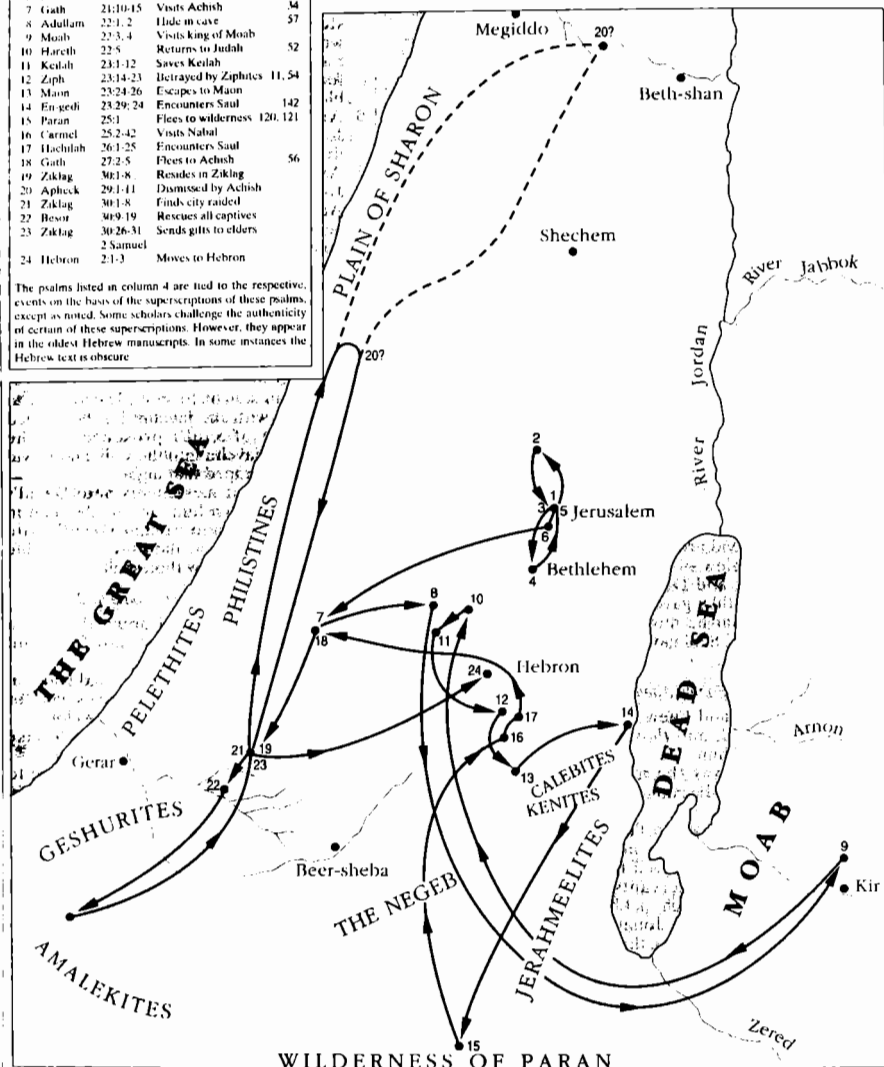 7 Gath 21:10-15 Visits Achish 34
8 Adullam 22:1, 2 Hide in cave 57
9 Moab 22:3, 4 Visits king of Moab
10 Hareth 22:5 Returns to Judah 52
11 Keilah 23:1-12 Saves Keilah
12 Ziph 23:14-23 Betrayed by Ziphites 11, 54
13 Maon 23:24-26 Escapes to Maon
14 En-gedi 23:29; 24 Encounters Saul 142
15 Paran 25:1 Flees to wilderness 120, 121
16 Carmel 25:2-42 Visits Nabal
17 Hachilah 26:1-25 Encounters Saul
18 Gath 27:2-5 Flees to Achish 56
19 Ziklag 30:1-8 Resides in Ziklag
20 Apheck 29:1-11 Dismissed by Achish
21 Ziklag 30:1-8 Finds city raided
22 Besor 30:9-19 Rescues all captives
23 Ziklag 30:26-31 Sends gifts to elders
2 Samuel
24 Hebron 2:1-3 Moves to Hebron
The psalms listed in column 4 are tied to the respective,
events on the basis of the superscriptions of these psalms,
except as noted. Some scholars challenge the authenticity
of certain of these superscriptions. However, they appear
in the oldest Hebrew manuscripts. In some instances the
Hebrew text is obscure
Megiddo
20?
Beth-shan
PLAIN OF SHARON
Shechem
River Jabbok
20?
River Jordan
THE GREAT SEA
2
1
3
5
Jerusalem
6
4
Bethlehem
PHILISTINES
PELETHITES
8
10
7
18
11
Hebron
24
12
17
14
16
13
DEAD SEA
Arnon
Gerar
21
19
23
22
CALEBITES
KENITES
GESHURITES
Beer-sheba
9
Kir
MOAB
THE NEGEB
JERAHMEELITES
AMALEKITES
15
Zered
WILDERNESS OF PARAN